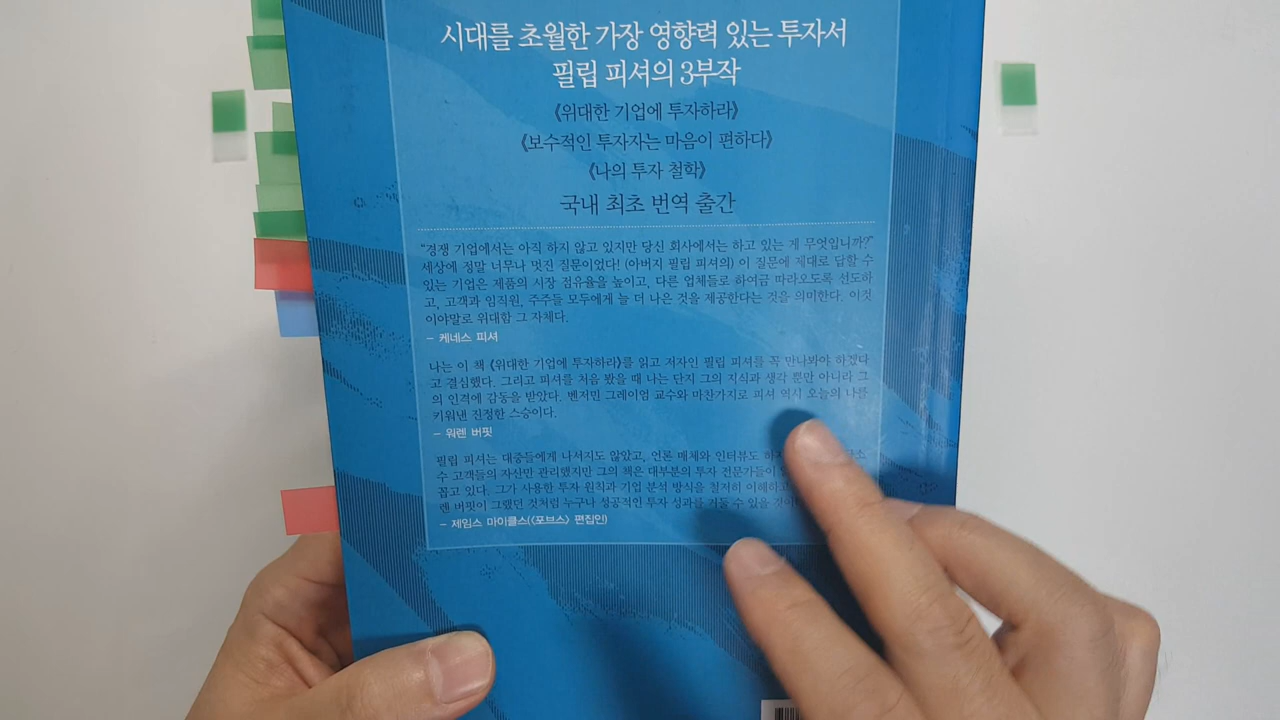 시대를 초월한 가장 영향력 있는 투자서
필립 피셔의 3부작
《위대한 기업에 투자하라》
《보수적인 투자자는 마음이 편하다》
《나의 투자 철학》
국내 최초 번역 출간
“경쟁 기업에서는 아직 하지 않고 있지만 당신 회사에서는 하고 있는 게 무엇입니까?”
세상에 정말 너무나 멋진 질문이었다! (아버지 필립 피셔의) 이 질문에 제대로 답할 수
있는 기업은 제품의 시장 점유율을 높이고, 다른 업체들로 하여금 따라오도록 선도하
고, 고객과 임직원, 주주들 모두에게 늘 더 나은 것을 제공한다는 것을 의미한다. 이것
이야말로 위대함 그 자체다.
- 케네스 피셔
나는 이 책 《위대한 기업에 투자하라》를 읽고 저자인 필립 피셔를 꼭 만나봐야 하겠다
고 결심했다. 그리고 피셔를 처음 봤을 때 나는 단지 그의 지식과 생각 뿐만 아니라 그
의 인격에 감동을 받았다. 벤저민 그레이엄 교수와 마찬가지로 피셔 역시 오늘의 나를
키워낸 진정한 스승이다.
- 워렌 버핏
필립 피셔는 대중들에게 나서지도 않았고, 언론 매체와 인터뷰도 하지
수 고객들의 자산만 관리했지만 그의 책은 대부분의 투자 전문가들이
꼽고 있다. 그가 사용한 투자 원칙과 기업 분석 방식을 철저히 이해하고
렌 버핏이 그랬던 것처럼 누구나 성공적인 투자 성과를 거둘 수 있을
- 제임스 마이클스(〈포브스〉 편집인)